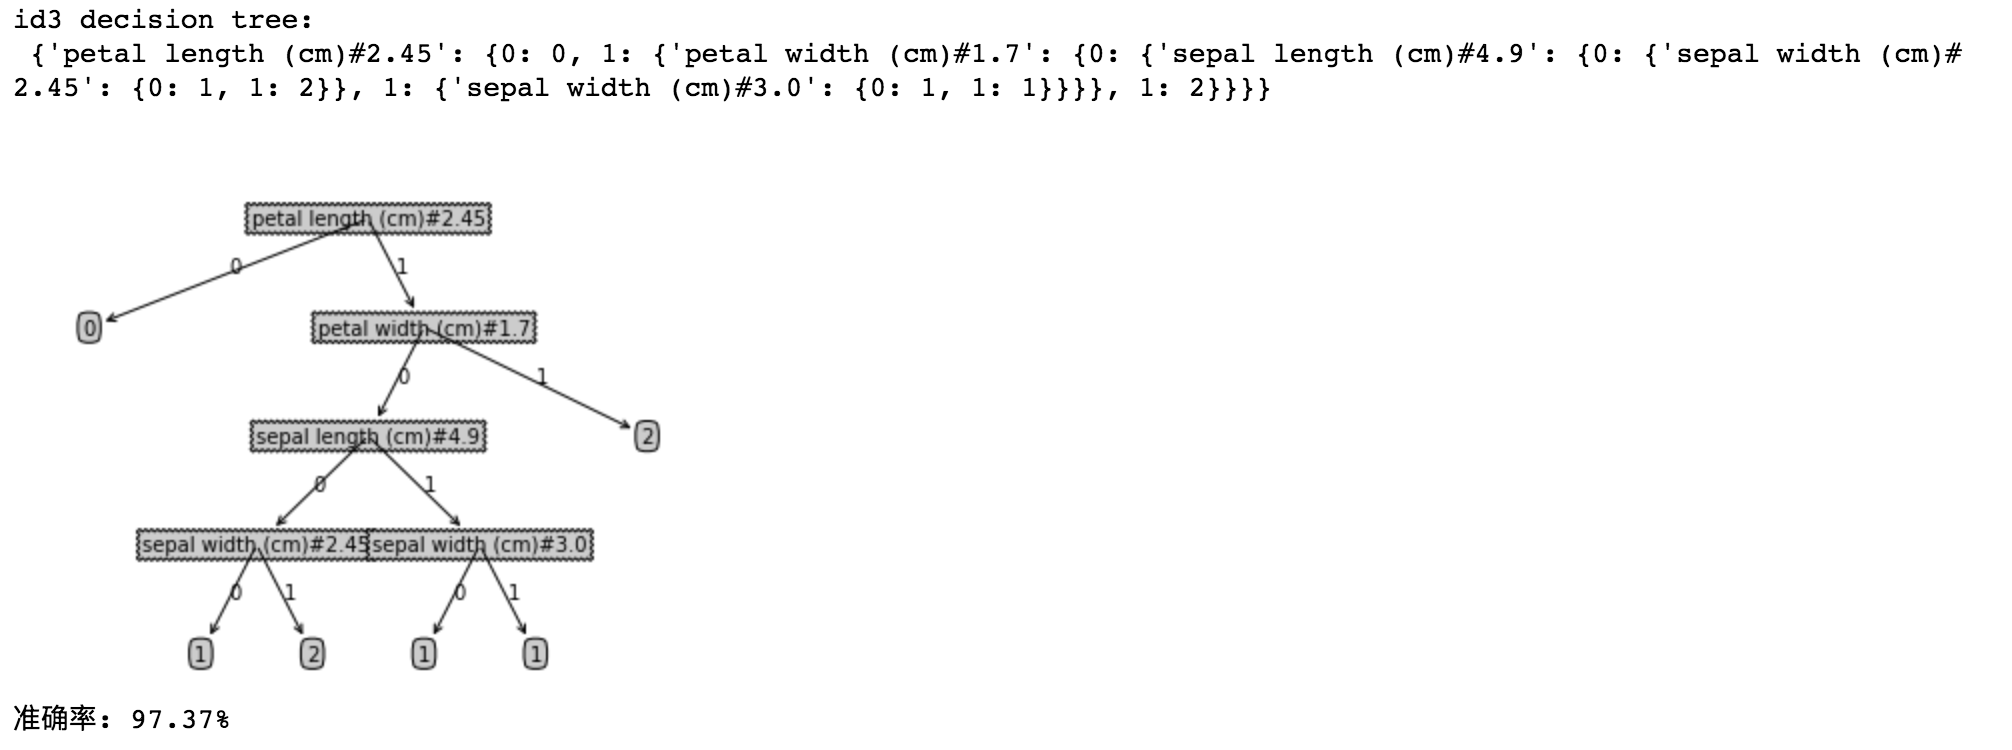 id3 decision tree:
{'petal length (cm)#2.45': {0: 0, 1: {'petal width (cm)#1.7': {0: {'sepal length (cm)#4.9': {0: {'sepal width (cm)#
2.45': {0: 1, 1: 2}}, 1: {'sepal width (cm)#3.0': {0: 1, 1: 1}}}}, 1: 2}}}}
petal length (cm)#2.45
0 1
0
petal width (cm)#1.7
0 1
sepal length (cm)#4.9
2
0 1
sepal width (cm)#2.45 sepal width (cm)#3.0
0 1 0 1
1 2 1 1
准确率: 97.37%